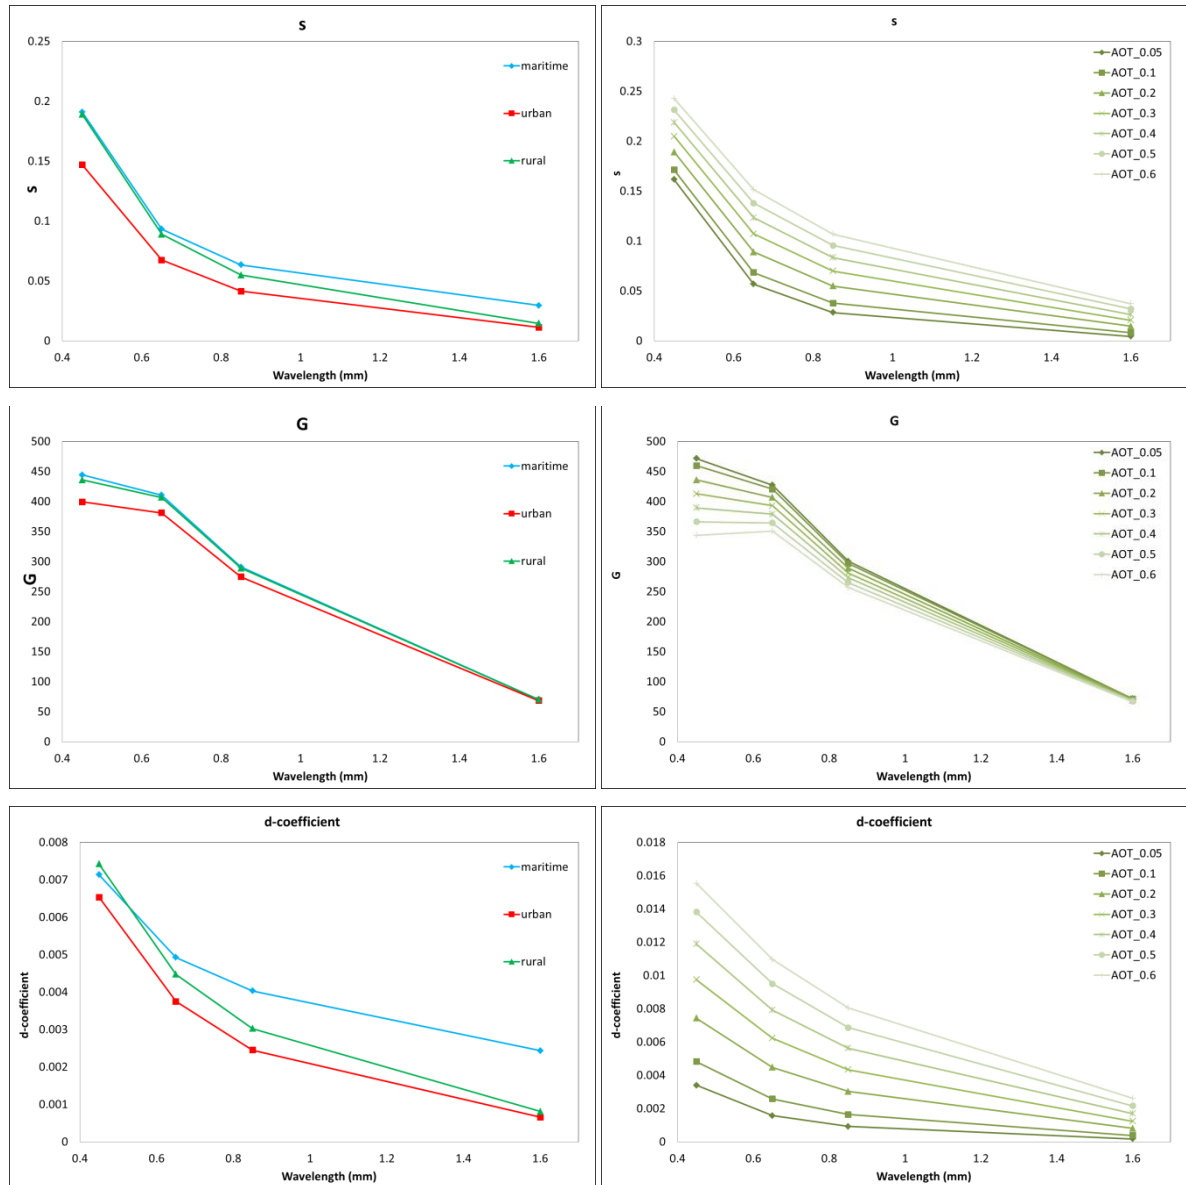 s
0.25
0.2
0.15
0.1
0.05
0
s
0.4 0.6 0.8 1 1.2 1.4 1.6
Wavelength (mm)
maritime
urban
rural
s
0.3
0.25
0.2
0.15
0.1
0.05
0
s
0.4 0.6 0.8 1 1.2 1.4 1.6
Wavelength (mm)
AOT_0.05
AOT_0.1
AOT_0.2
AOT_0.3
AOT_0.4
AOT_0.5
AOT_0.6
G
500
450
400
350
300
250
200
150
100
50
0
G
0.4 0.6 0.8 1 1.2 1.4 1.6
Wavelength (mm)
maritime
urban
rural
G
500
450
400
350
300
250
200
150
100
50
0
G
0.4 0.6 0.8 1 1.2 1.4 1.6
Wavelength (mm)
AOT_0.05
AOT_0.1
AOT_0.2
AOT_0.3
AOT_0.4
AOT_0.5
AOT_0.6
d-coefficient
0.008
0.007
0.006
0.005
0.004
0.003
0.002
0.001
0
d-coefficient
0.4 0.6 0.8 1 1.2 1.4 1.6
Wavelength (mm)
maritime
urban
rural
d-coefficient
0.018
0.016
0.014
0.012
0.01
0.008
0.006
0.004
0.002
0
d-coefficient
0.4 0.6 0.8 1 1.2 1.4 1.6
Wavelength (mm)
AOT_0.05
AOT_0.1
AOT_0.2
AOT_0.3
AOT_0.4
AOT_0.5
AOT_0.6